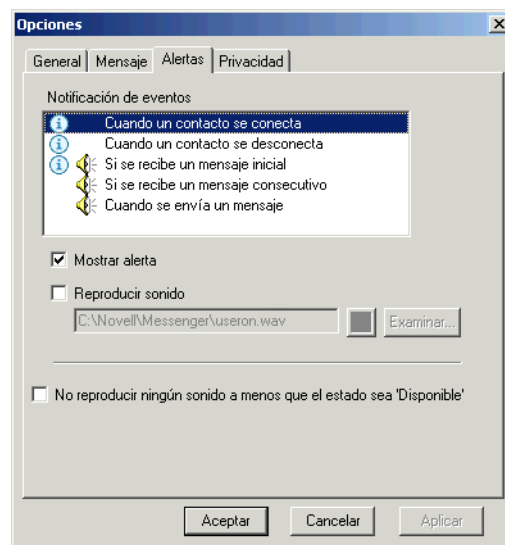 Opciones
General Mensaje Alertas Privacidad
Notificación de eventos
Cuando un contacto se conecta
Cuando un contacto se desconecta
Si se recibe un mensaje inicial
Si se recibe un mensaje consecutivo
Cuando se envía un mensaje
Mostrar alerta
Reproducir sonido
C:\Novell\Messenger\useron.wav Examinar...
No reproducir ningún sonido a menos que el estado sea 'Disponible'
Aceptar Cancelar Aplicar